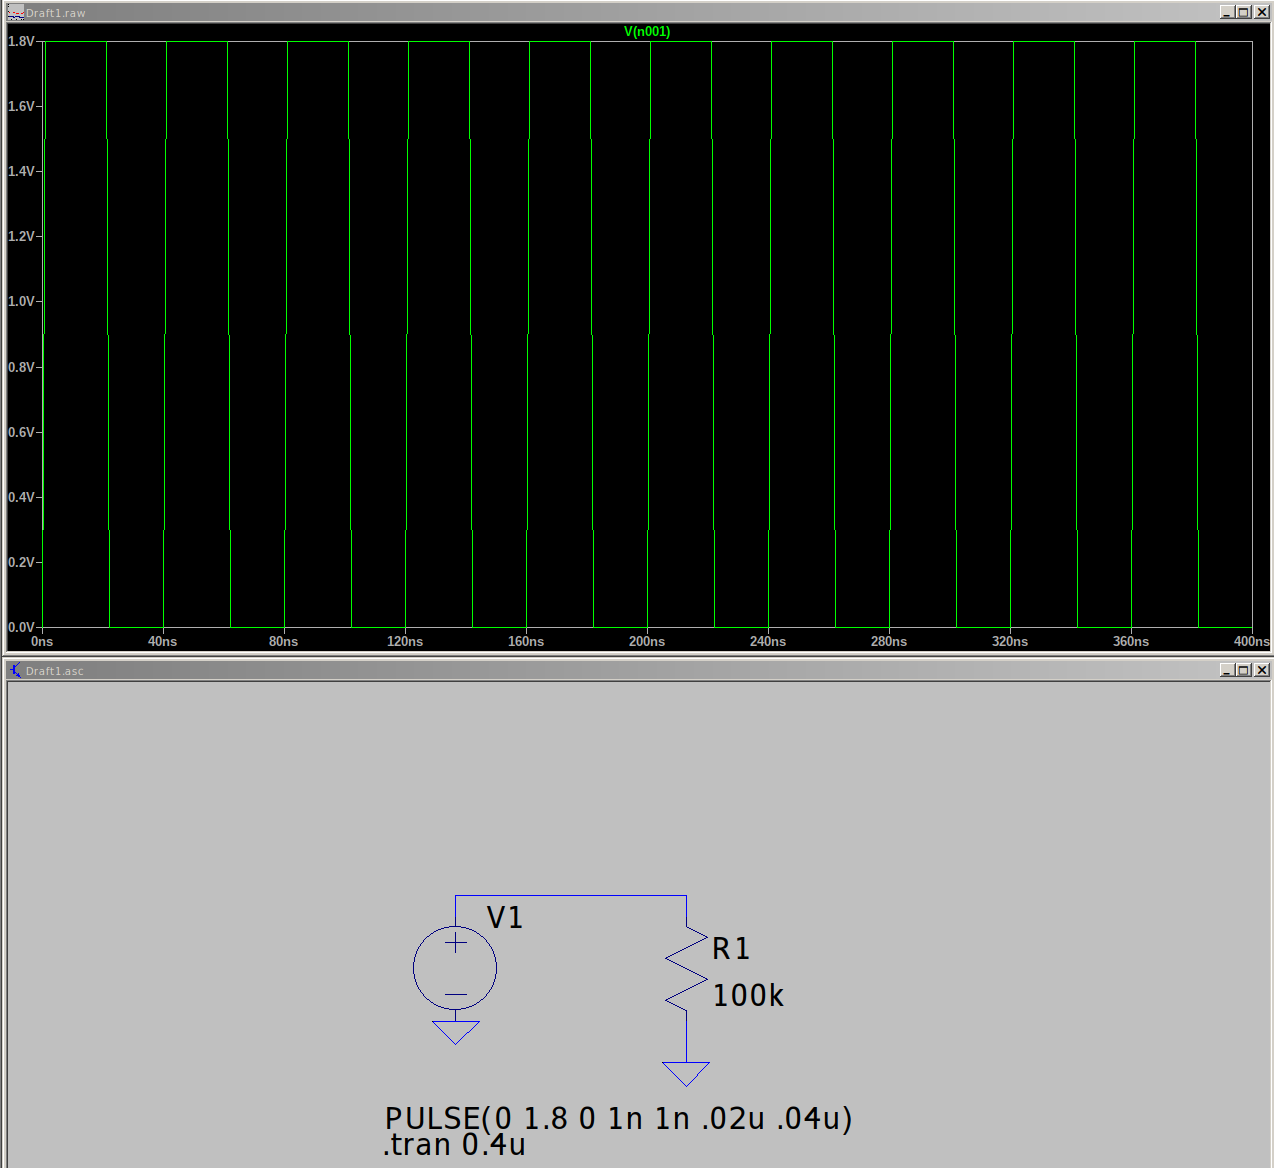 Draft1.raw
V(n001)
1.8V
1.6V
1.4V
1.2V
1.0V
0.8V
0.6V
0.4V
0.2V
0.0V
0ns 40ns 80ns 120ns 160ns 200ns 240ns 280ns 320ns 360ns 400ns
Draft1.asc
V1
R1
100k
PULSE(0 1.8 0 1n 1n .02u .04u)
.tran 0.4u